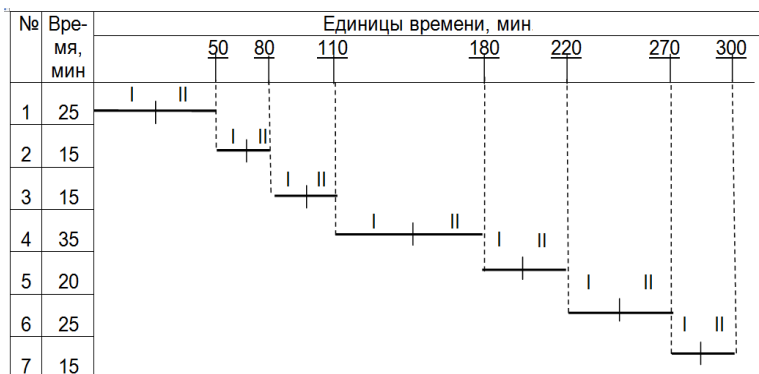 № Вре- Единицы времени, мин
мя, 50 80 110 180 220 270 300
мин
I II
1 25
I II
2 15
I II
3 15
I II
4 35
I II
5 20
I II
6 25
I II
7 15